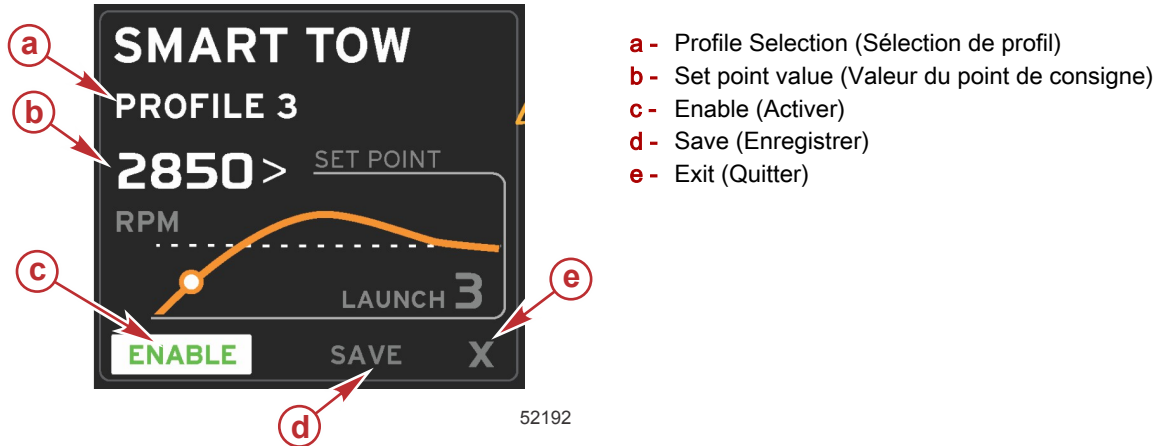 SMART TOW
PROFILE 3
2850 >
SET POINT
RPM
LAUNCH 3
ENABLE
SAVE
X
a
b
c
d
e
52192
a - Profile Selection (Sélection de profil)
b - Set point value (Valeur du point de consigne)
c - Enable (Activer)
d - Save (Enregistrer)
e - Exit (Quitter)